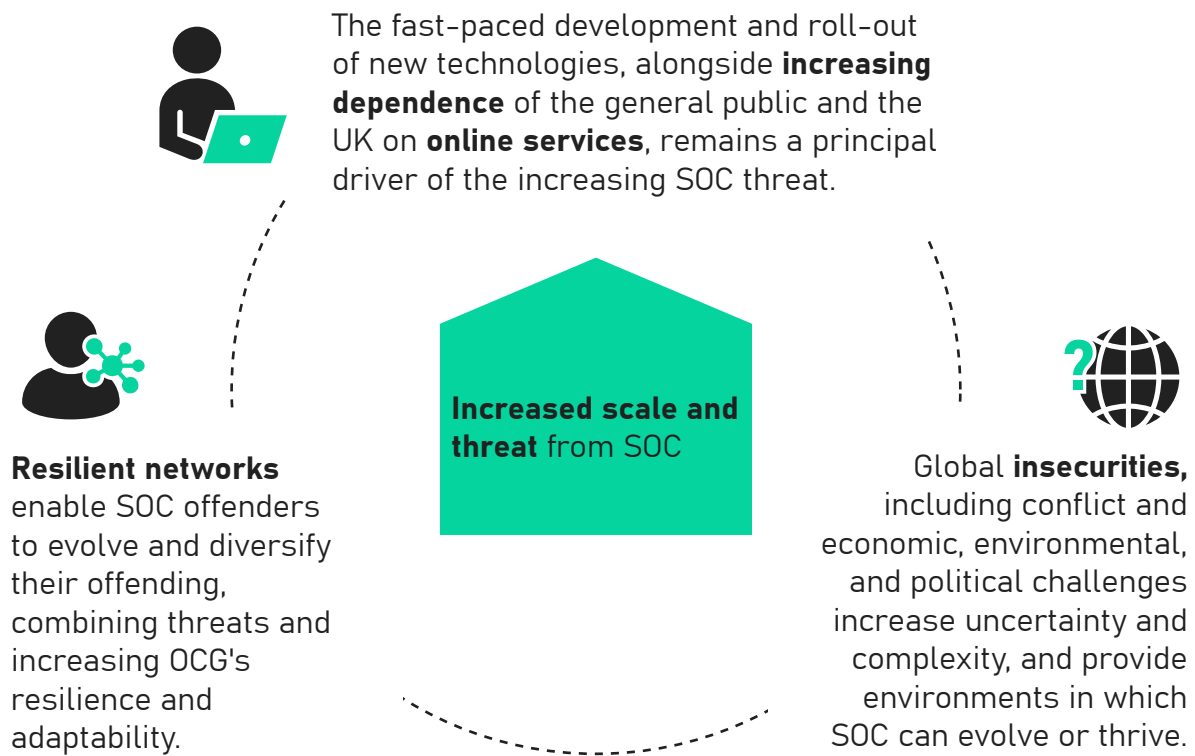 The fast-paced development and roll-out
of new technologies, alongside increasing
dependence of the general public and the
UK on online services, remains a principal
driver of the increasing SOC threat.
Increased scale and
threat from SOC
Resilient networks
enable SOC offenders
to evolve and diversify
their offending,
combining threats and
increasing OCG's
resilience and
adaptability.
?
Global insecurities,
including conflict and
economic, environmental,
and political challenges
increase uncertainty and
complexity, and provide
environments in which
SOC can evolve or thrive.